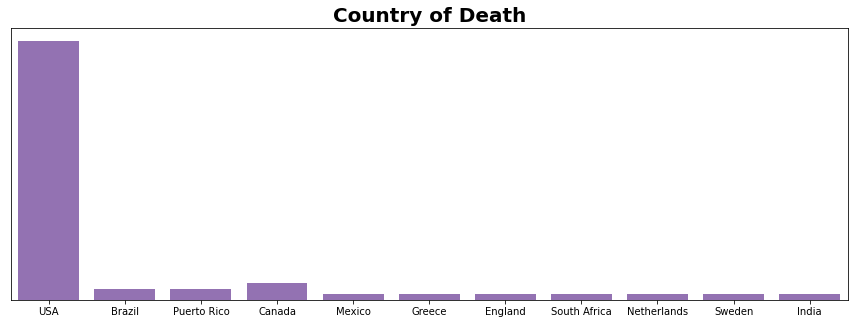 Country of Death
USA Brazil Puerto Rico Canada Mexico Greece England South Africa Netherlands Sweden India